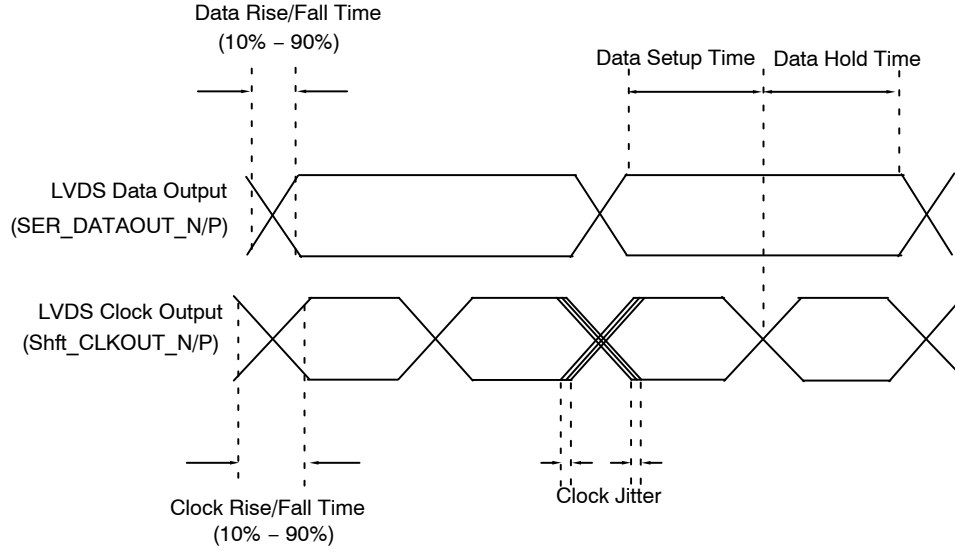 Data Rise/Fall Time
(10% – 90%)
Data Setup Time
Data Hold Time
LVDS Data Output
(SER_DATAOUT_N/P)
LVDS Clock Output
(Shft_CLKOUT_N/P)
Clock Rise/Fall Time
(10% – 90%)
Clock Jitter